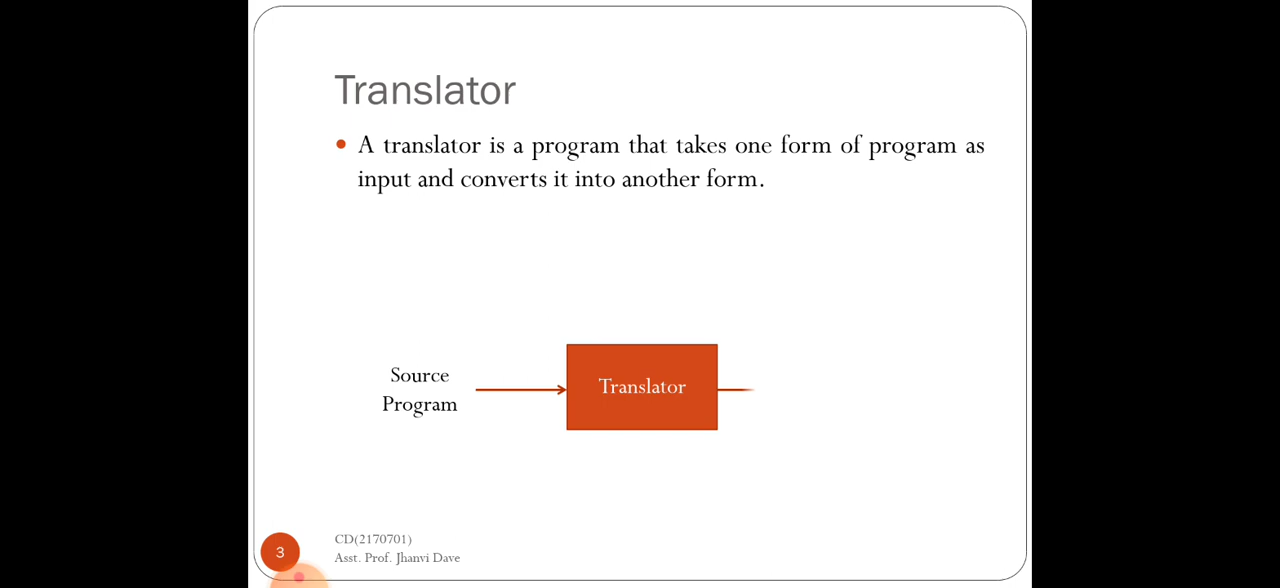 Translator
A translator is a program that takes one form of program as
input and converts it into another form.
Source
Program
Translator
CD(2170701)
Asst. Prof. Jhanvi Dave
3